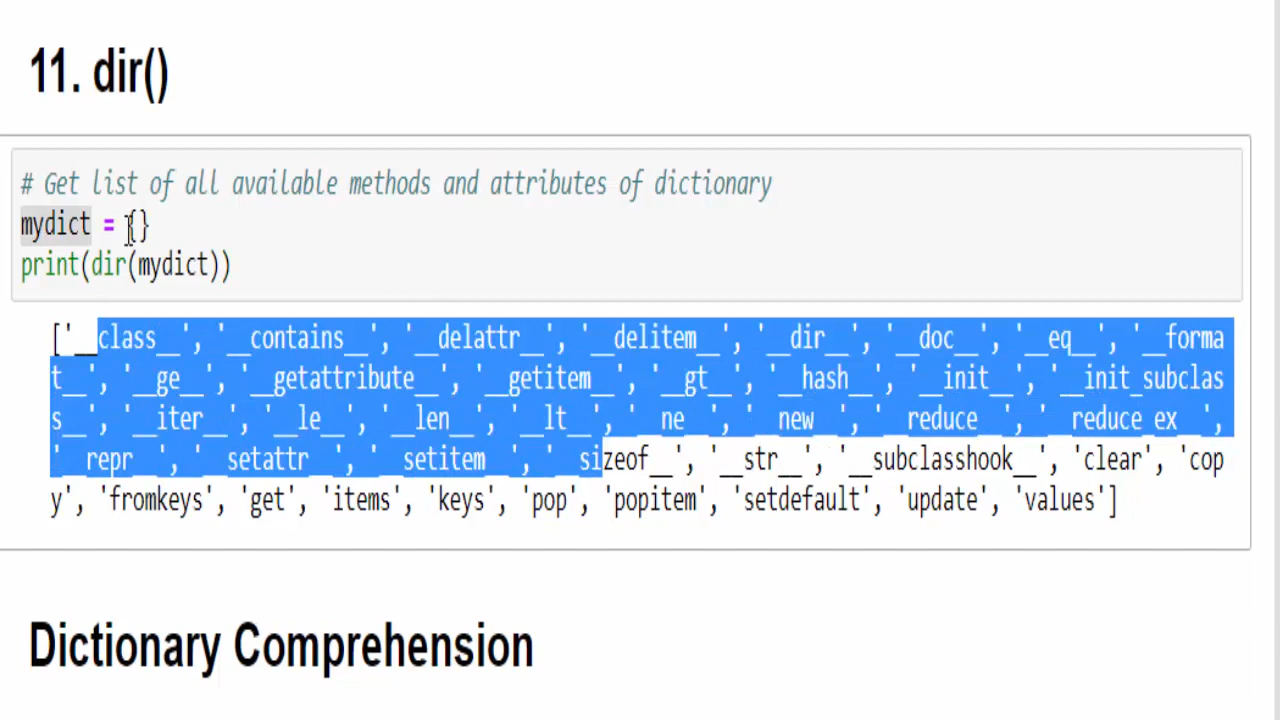 11. dir()
# Get list of all available methods and attributes of dictionary
mydict = {}
print(dir(mydict))
['__class__', '__contains__', '__delattr__', '__delitem__', '__dir__', '__doc__', '__eq__', '__forma
t__', '__ge__', '__getattribute__', '__getitem__', '__gt__', '__hash__', '__init__', '__init_subclas
s__', '__iter__', '__le__', '__len__', '__lt__', '__ne__', '__new__', '__reduce__', '__reduce_ex__',
'__repr__', '__setattr__', '__setitem__', '__sizeof__', '__str__', '__subclasshook__', 'clear', 'cop
y', 'fromkeys', 'get', 'items', 'keys', 'pop', 'popitem', 'setdefault', 'update', 'values']
Dictionary Comprehension